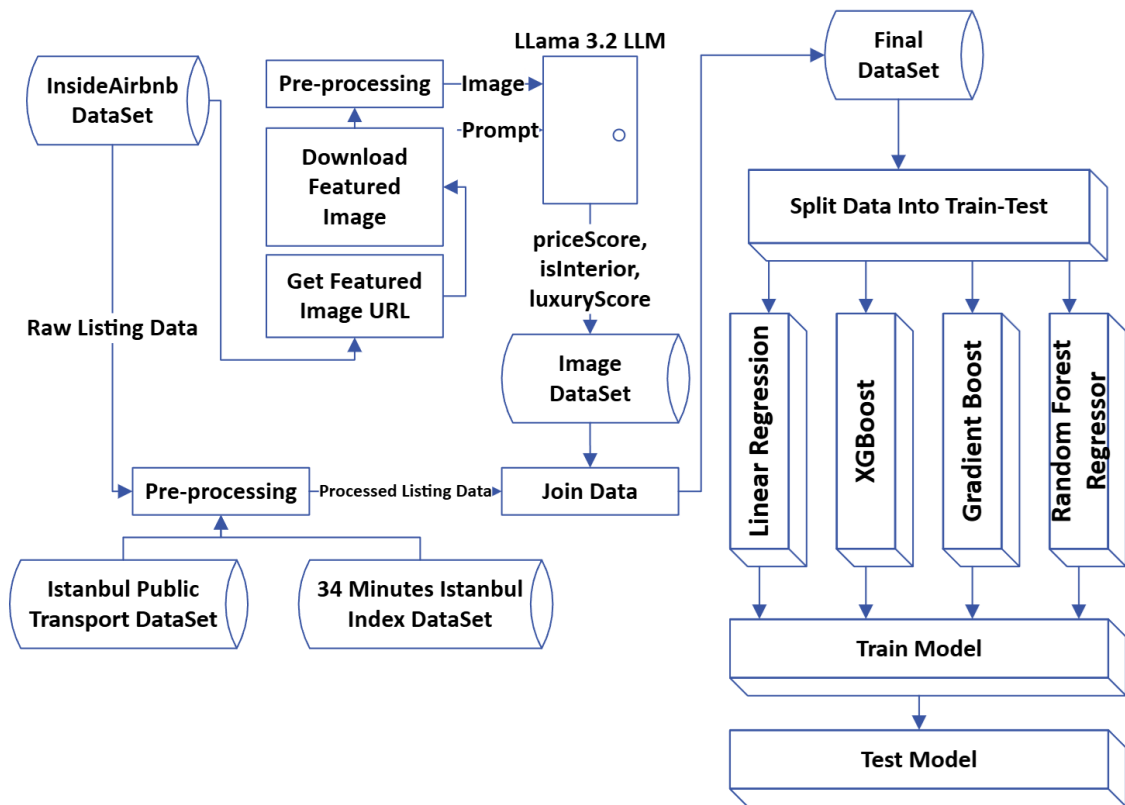 InsideAirbnb
DataSet
Pre-processing
Image
LLama 3.2 LLM
Prompt
Download
Featured
Image
Get Featured
Image URL
priceScore,
isInterior,
luxuryScore
Image
DataSet
Raw Listing Data
Pre-processing
Processed Listing Data
Join Data
Istanbul Public
Transport DataSet
34 Minutes Istanbul
Index DataSet
Final
DataSet
Split Data Into Train-Test
Linear Regression
XGBoost
Gradient Boost
Random Forest
Regressor
Train Model
Test Model